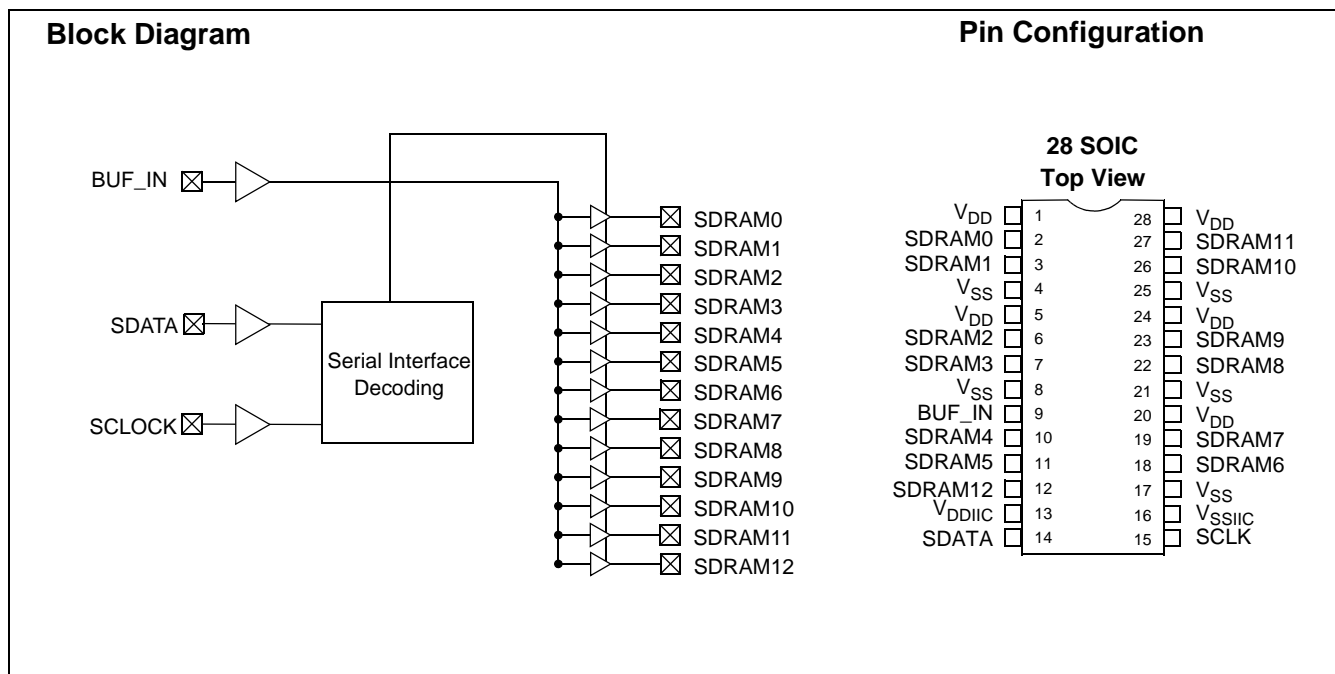 Block Diagram
BUF_IN
SDATA
SCLOCK
Serial Interface
Decoding
SDRAM0
SDRAM1
SDRAM2
SDRAM3
SDRAM4
SDRAM5
SDRAM6
SDRAM7
SDRAM8
SDRAM9
SDRAM10
SDRAM11
SDRAM12
Pin Configuration
28 SOIC
Top View
VDD 1 28 VDD
SDRAM0 2 27 SDRAM11
SDRAM1 3 26 SDRAM10
VSS 4 25 VSS
VDD 5 24 VDD
SDRAM2 6 23 SDRAM9
SDRAM3 7 22 SDRAM8
VSS 8 21 VSS
BUF_IN 9 20 VDD
SDRAM4 10 19 SDRAM7
SDRAM5 11 18 SDRAM6
SDRAM12 12 17 VSS
VDDIIC 13 16 VSSIIC
SDATA 14 15 SCLK